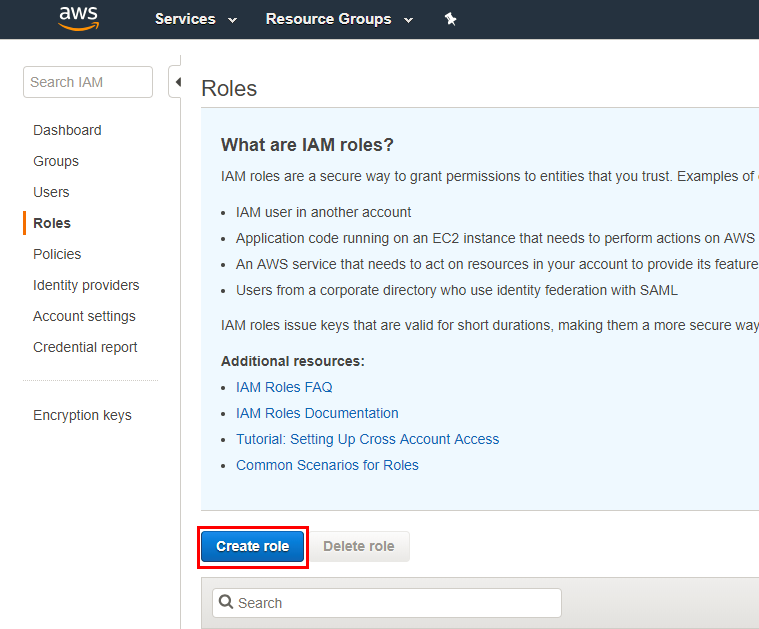 aws
Services
Resource Groups
Search IAM
Dashboard
Groups
Users
Roles
Policies
Identity providers
Account settings
Credential report
Encryption keys
Roles
What are IAM roles?
IAM roles are a secure way to grant permissions to entities that you trust. Examples of
IAM user in another account
Application code running on an EC2 instance that needs to perform actions on AWS
An AWS service that needs to act on resources in your account to provide its feature
Users from a corporate directory who use identity federation with SAML
IAM roles issue keys that are valid for short durations, making them a more secure way
Additional resources:
IAM Roles FAQ
IAM Roles Documentation
Tutorial: Setting Up Cross Account Access
Common Scenarios for Roles
Create role
Delete role
Search